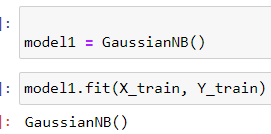 ]:
model1 = GaussianNB()
]:
model1.fit(X_train, Y_train)
]:
GaussianNB()